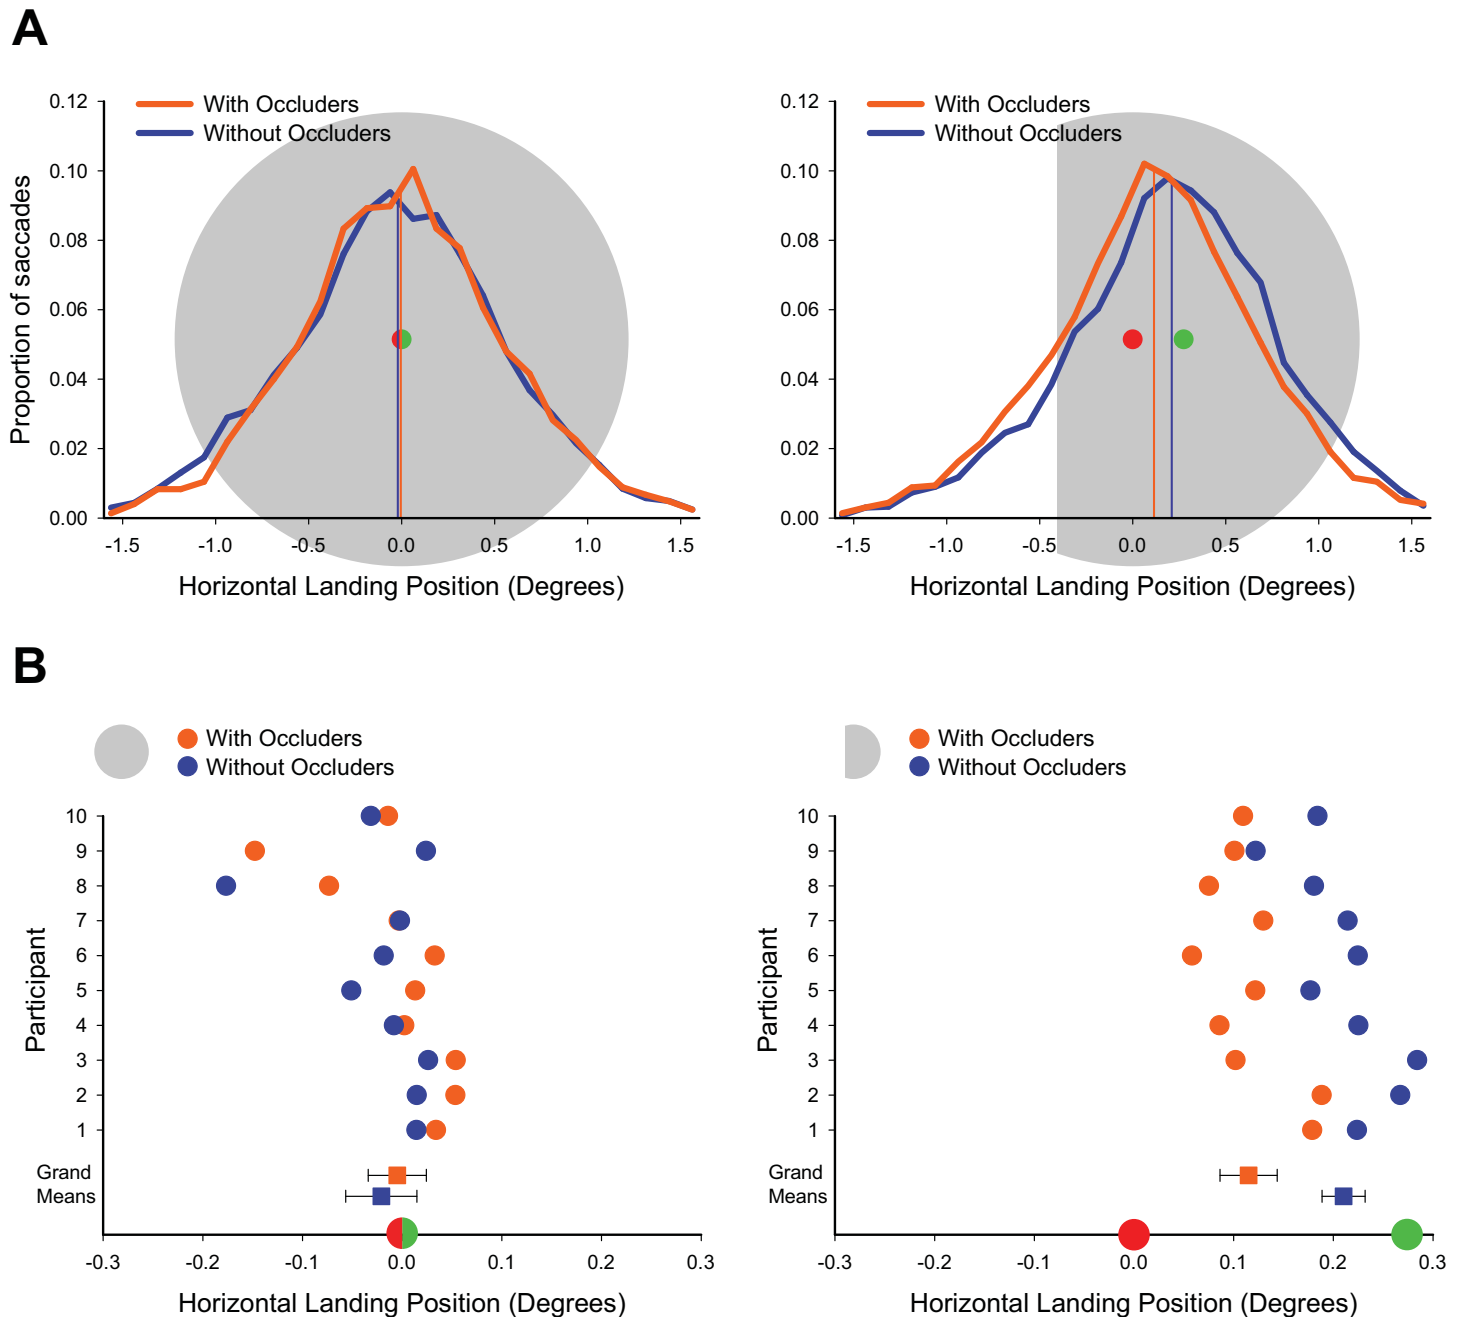 A
With Occluders
Without Occluders
0.12
0.10
0.08
0.06
0.04
0.02
0.00
Proportion of saccades
-1.5 -1.0 -0.5 0.0 0.5 1.0 1.5
Horizontal Landing Position (Degrees)
With Occluders
Without Occluders
0.12
0.10
0.08
0.06
0.04
0.02
0.00
-1.5 -1.0 -0.5 0.0 0.5 1.0 1.5
Horizontal Landing Position (Degrees)
B
With Occluders
Without Occluders
10
9
8
7
6
5
4
3
2
1
Participant
Grand
Means
-0.3 -0.2 -0.1 0.0 0.1 0.2 0.3
Horizontal Landing Position (Degrees)
With Occluders
Without Occluders
10
9
8
7
6
5
4
3
2
1
Participant
Grand
Means
-0.3 -0.2 -0.1 0.0 0.1 0.2 0.3
Horizontal Landing Position (Degrees)